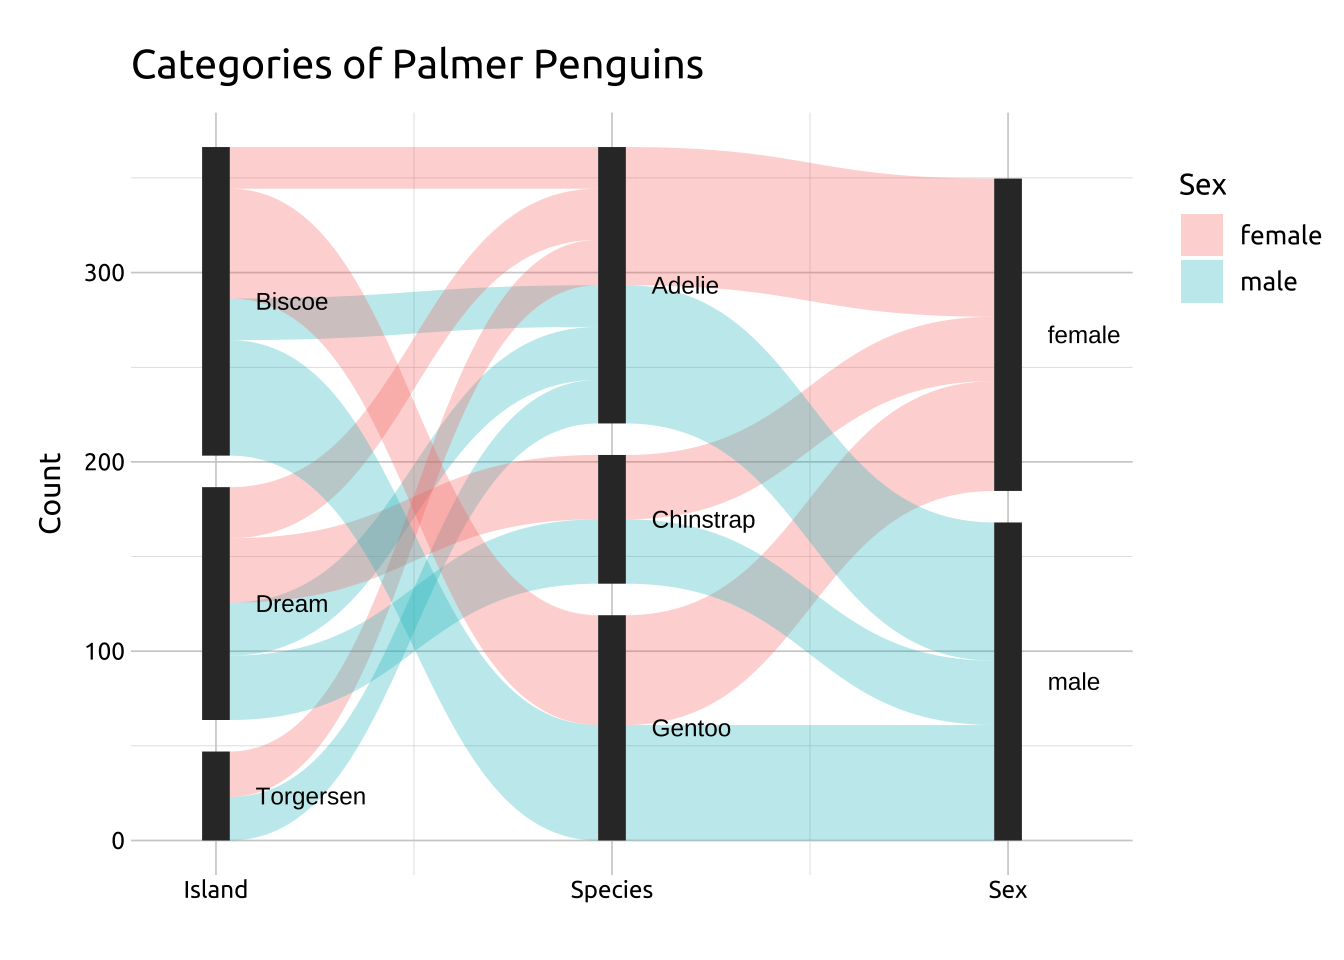 Categories of Palmer Penguins
Sex
female
male
Count
300
200
100
0
Biscoe
Dream
Torgersen
Adelie
Chinstrap
Gentoo
female
male
Island
Species
Sex